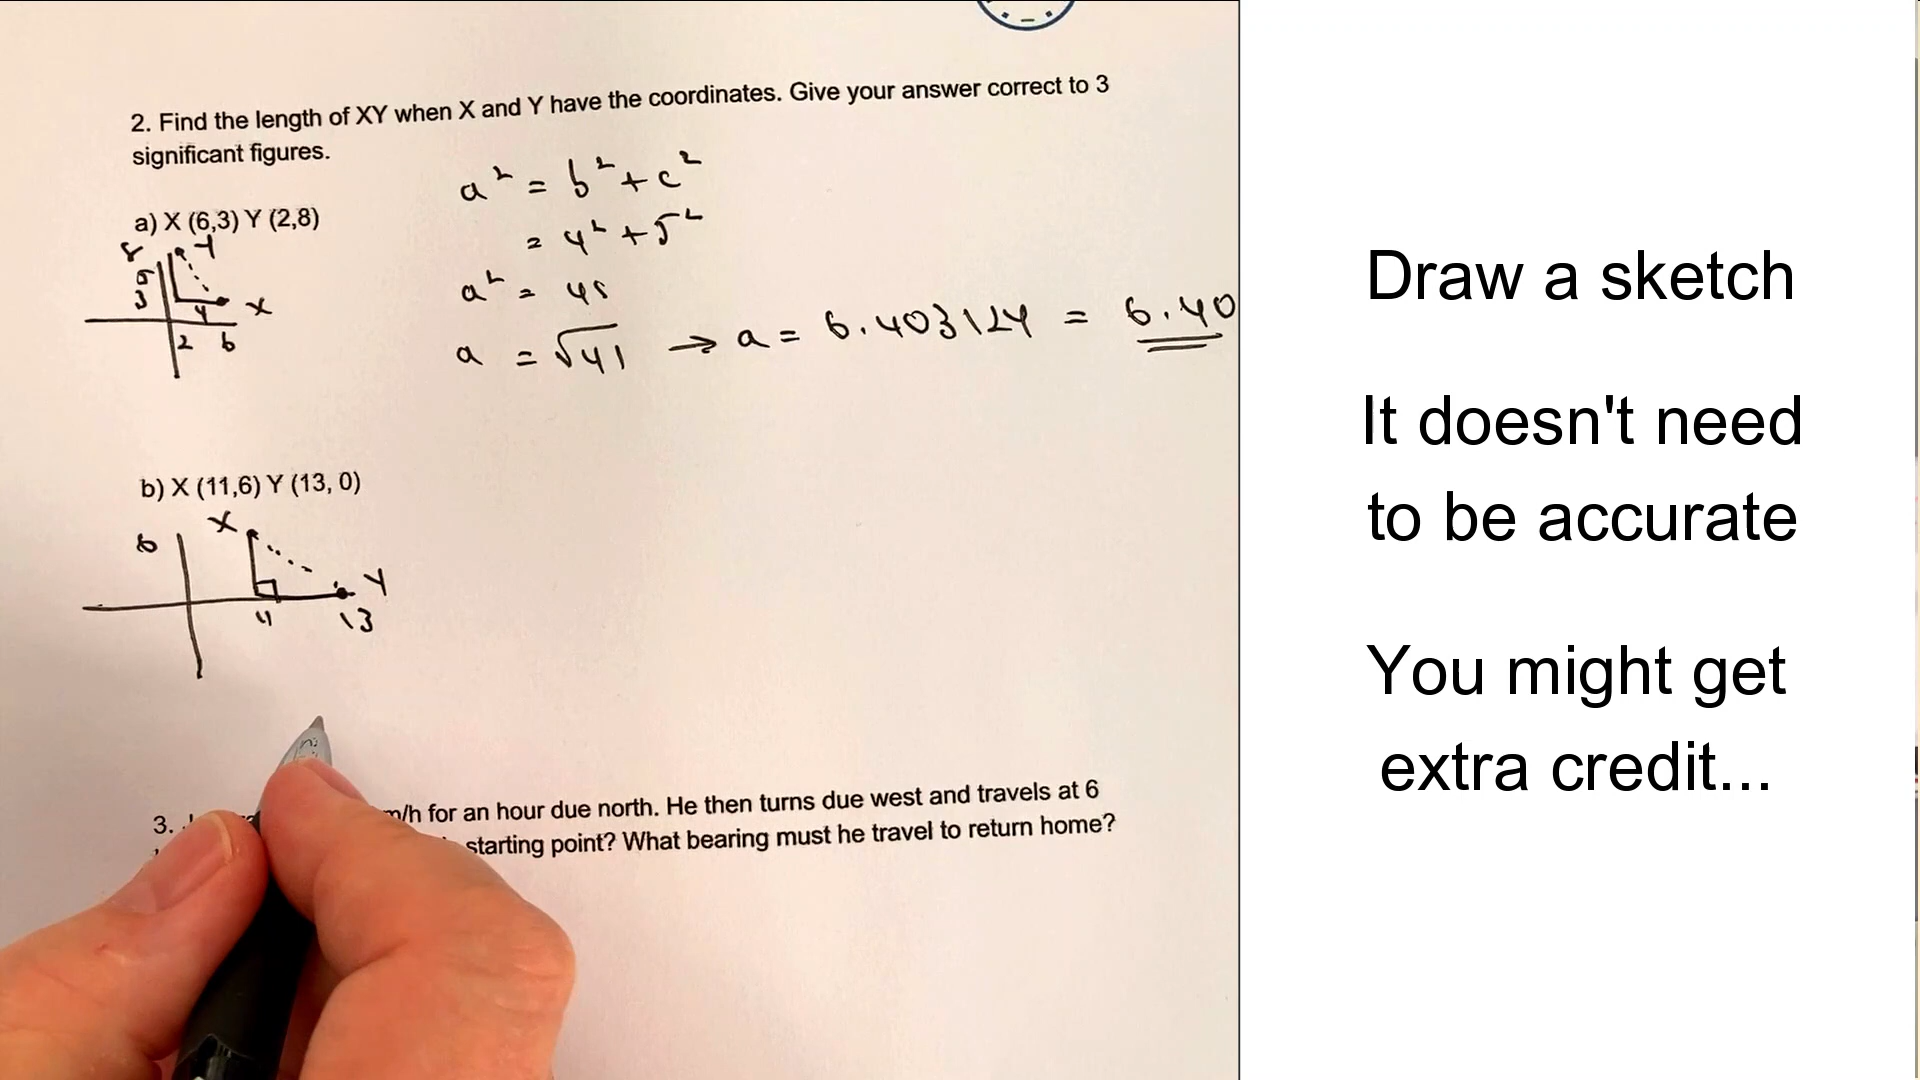 2. Find the length of XY when X and Y have the coordinates. Give your answer correct to 3
significant figures.
a² = b² + c²
= 4² + 5²
a) X (6,3) Y (2,8)
8 Y
5
3 4 X
2 6
a² = 41
a = √41 → a = 6.403124 = 6.40
b) X (11,6) Y (13, 0)
X
6
Y
11 13
3. m/h for an hour due north. He then turns due west and travels at 6
starting point? What bearing must he travel to return home?
Draw a sketch
It doesn't need
to be accurate
You might get
extra credit...